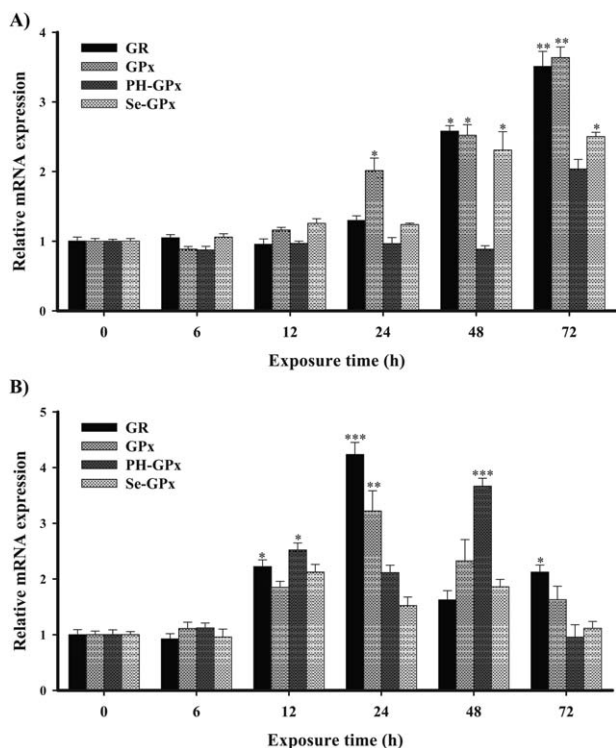 A)
GR
GPx
PH-GPx
Se-GPx
Relative mRNA expression
4
3
2
1
0
* * * * ** ** *
0 6 12 24 48 72
Exposure time (h)
B)
GR
GPx
PH-GPx
Se-GPx
Relative mRNA expression
5
4
3
2
1
0
* * *** ** *** *
0 6 12 24 48 72
Exposure time (h)